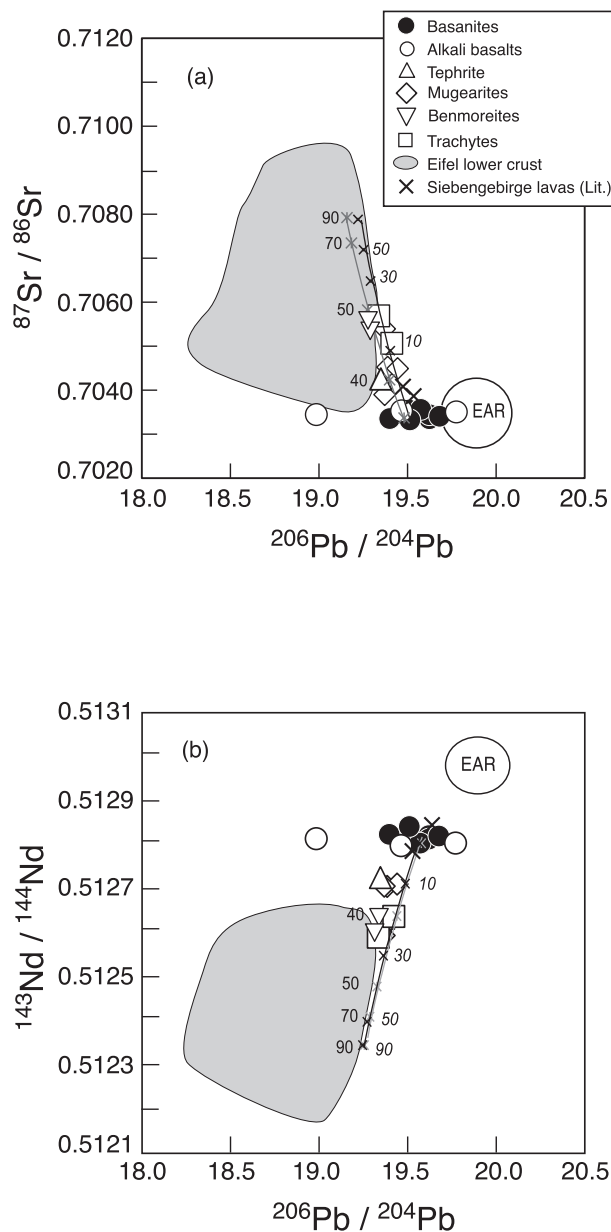 0.7120
(a)
Basanites
Alkali basalts
Tephrite
Mugearites
Benmoreites
Trachytes
Eifel lower crust
Siebengebirge lavas (Lit.)
0.7100
0.7080
0.7060
0.7040
0.7020
⁸⁷Sr / ⁸⁶Sr
90
70
50
50
30
10
40
EAR
18.0 18.5 19.0 19.5 20.0 20.5
²⁰⁶Pb / ²⁰⁴Pb
0.5131
(b)
EAR
0.5129
0.5127
0.5125
0.5123
0.5121
¹⁴³Nd / ¹⁴⁴Nd
10
40
30
50
70 50
90 90
18.0 18.5 19.0 19.5 20.0 20.5
²⁰⁶Pb / ²⁰⁴Pb